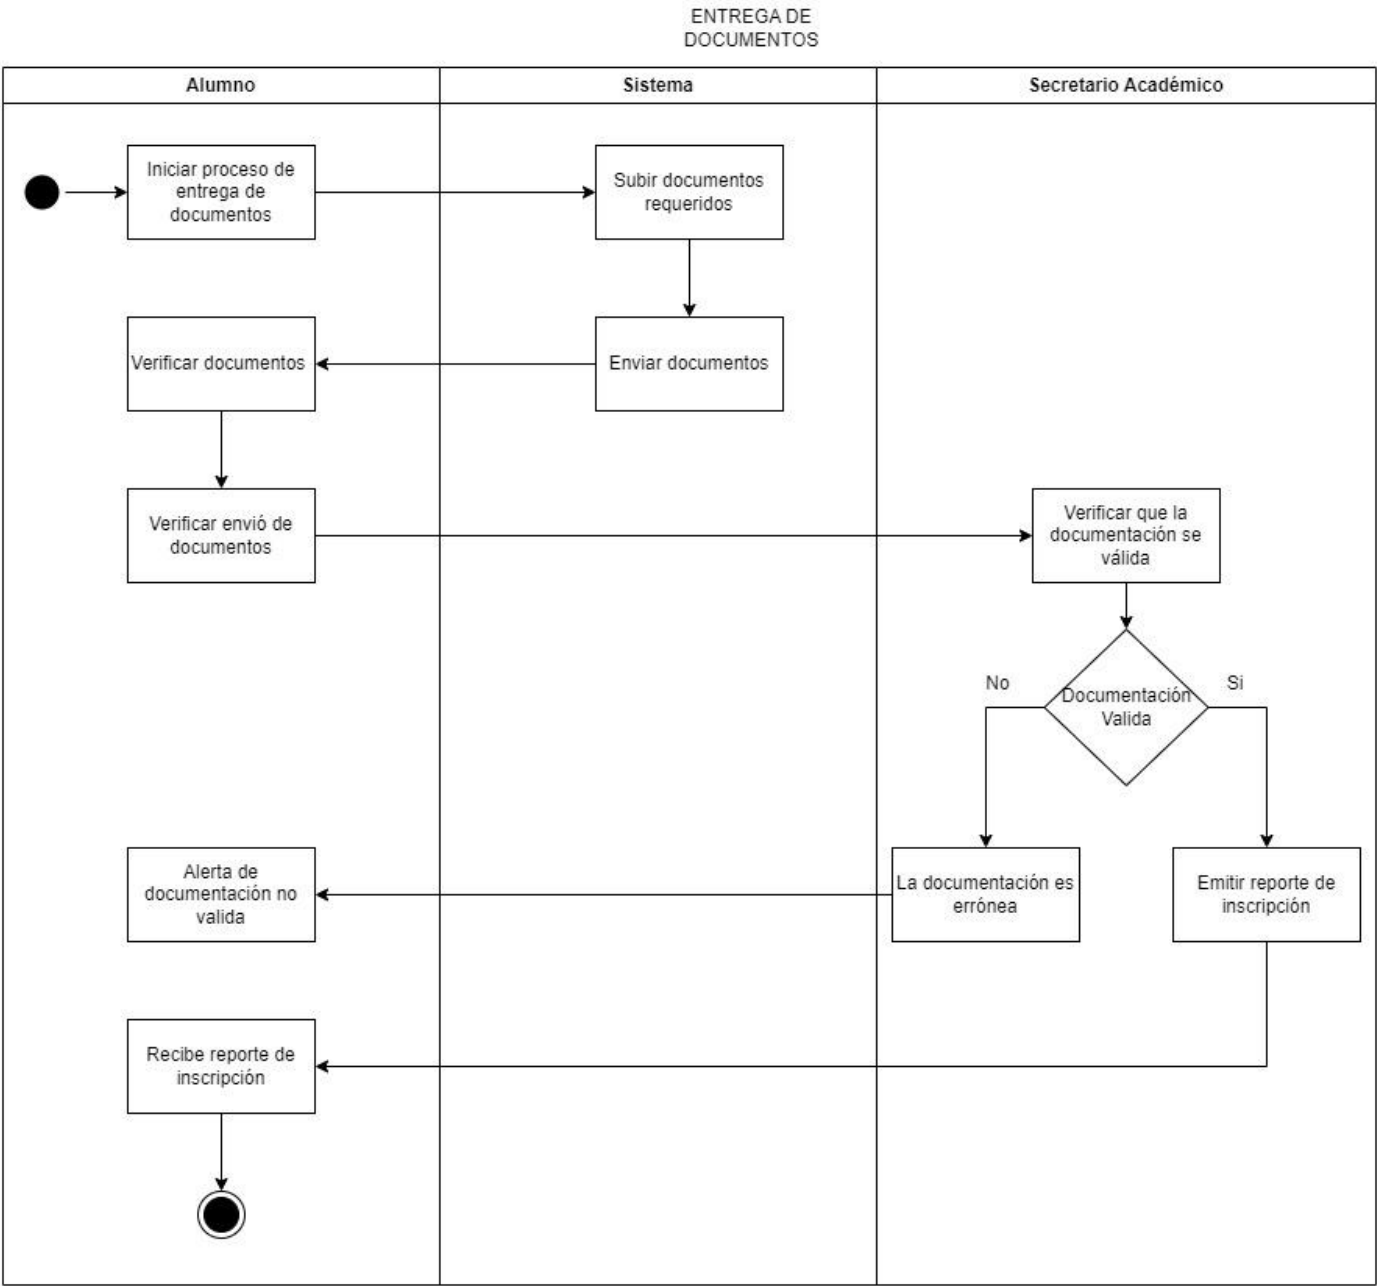 ENTREGA DE
DOCUMENTOS
Alumno
Sistema
Secretario Académico
Iniciar proceso de
entrega de
documentos
Subir documentos
requeridos
Verificar documentos
Enviar documentos
Verificar envió de
documentos
Verificar que la
documentación se
válida
No
Si
Documentación
Valida
Alerta de
documentación no
valida
La documentación es
errónea
Emitir reporte de
inscripción
Recibe reporte de
inscripción